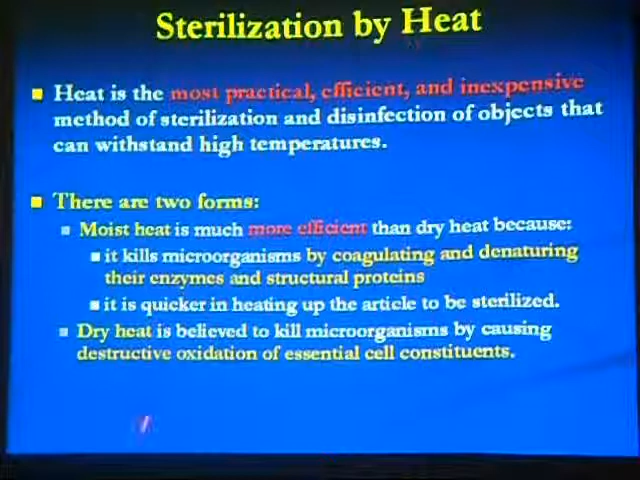 Sterilization by Heat
Heat is the most practical, efficient, and inexpensive
method of sterilization and disinfection of objects that
can withstand high temperatures.
There are two forms:
Moist heat is much more efficient than dry heat because:
it kills microorganisms by coagulating and denaturing
their enzymes and structural proteins
it is quicker in heating up the article to be sterilized.
Dry heat is believed to kill microorganisms by causing
destructive oxidation of essential cell constituents.